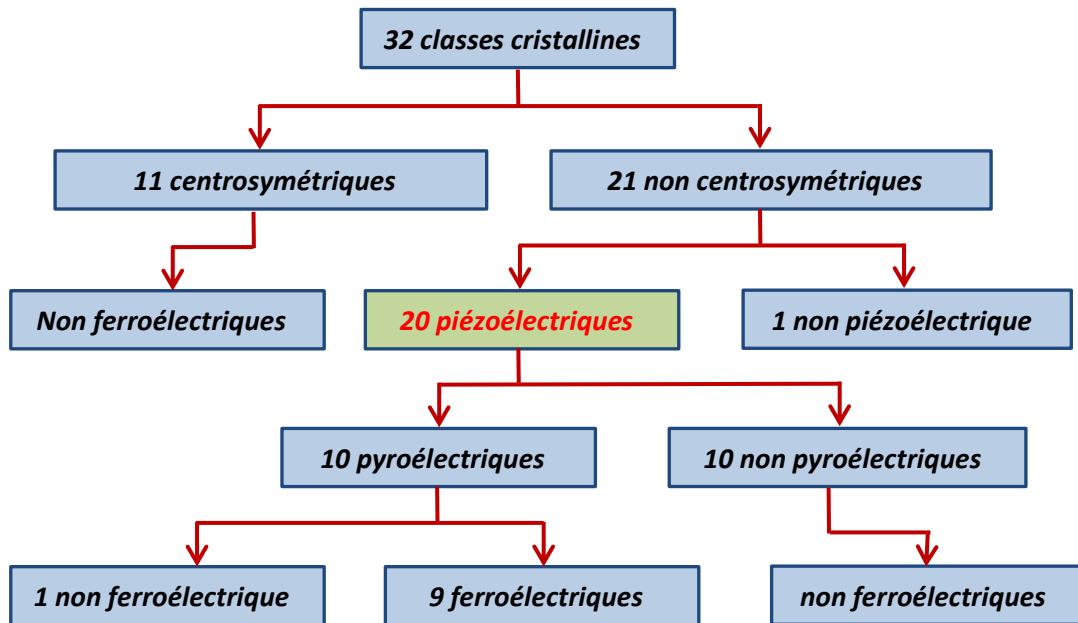 32 classes cristallines
11 centrosymétriques
21 non centrosymétriques
Non ferroélectriques
20 piézoélectriques
1 non piézoélectrique
10 pyroélectriques
10 non pyroélectriques
1 non ferroélectrique
9 ferroélectriques
non ferroélectriques